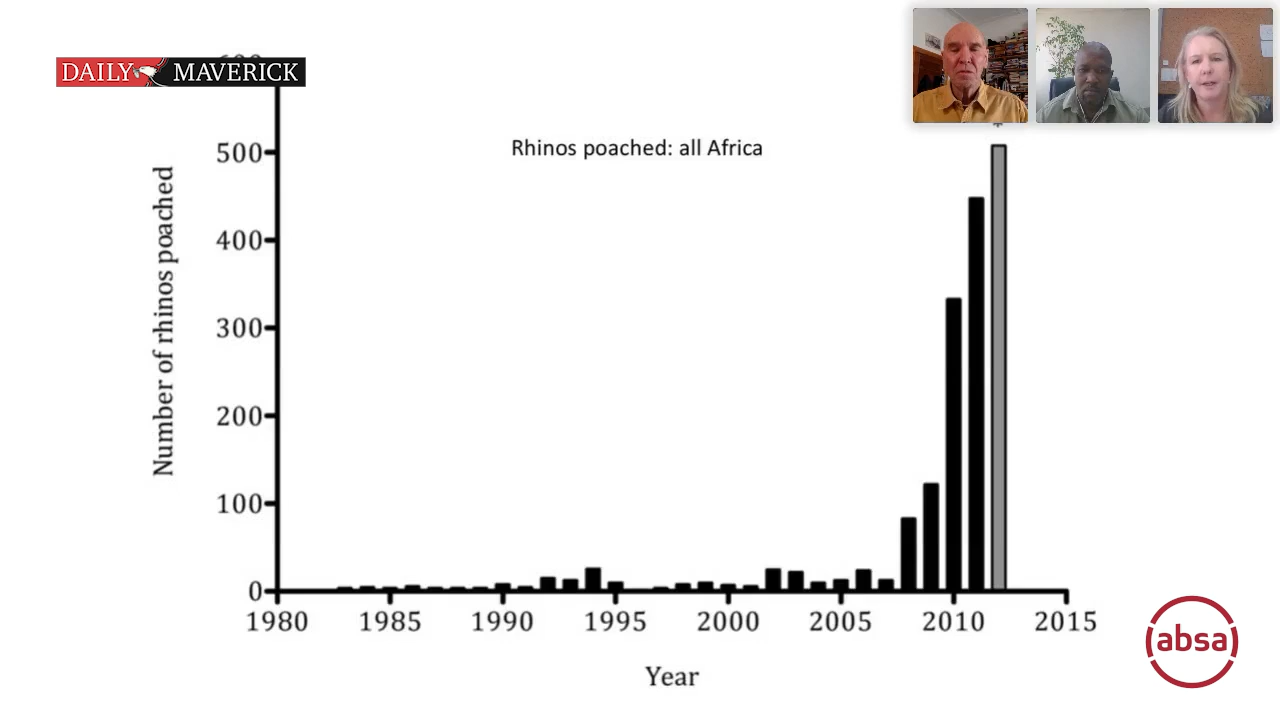 DAILY MAVERICK
Rhinos poached: all Africa
Number of rhinos poached
500
400
300
200
100
0
1980 1985 1990 1995 2000 2005 2010 2015
Year
absa